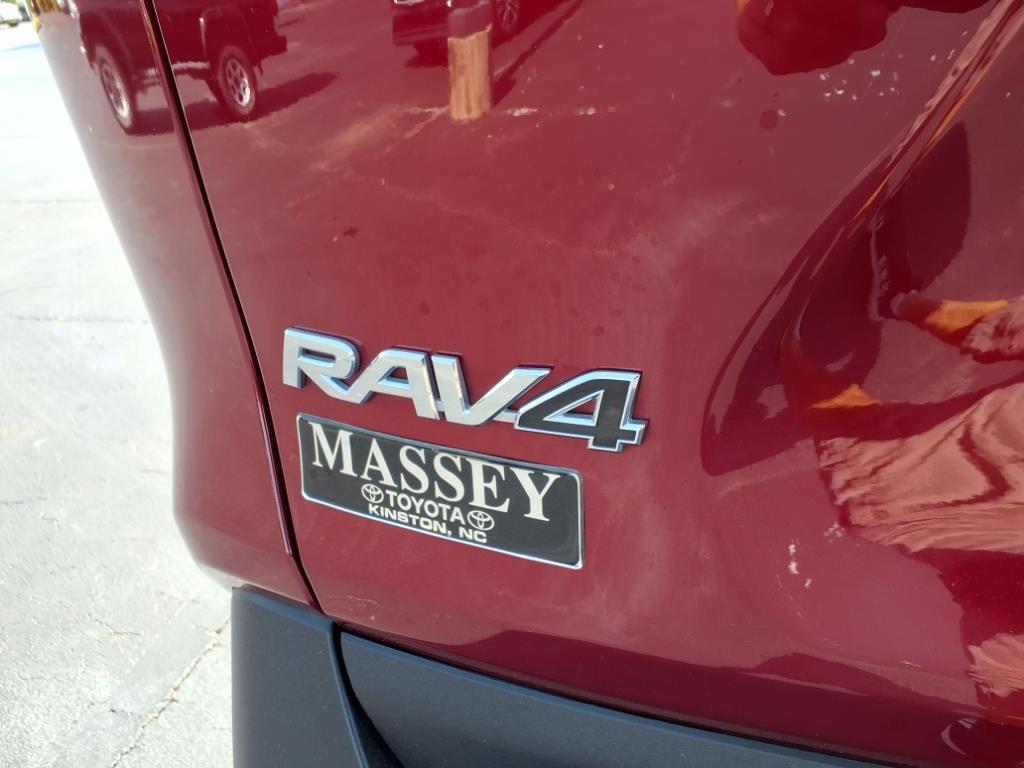 RAV4
MASSEY
TOYOTA
KINSTON, NC